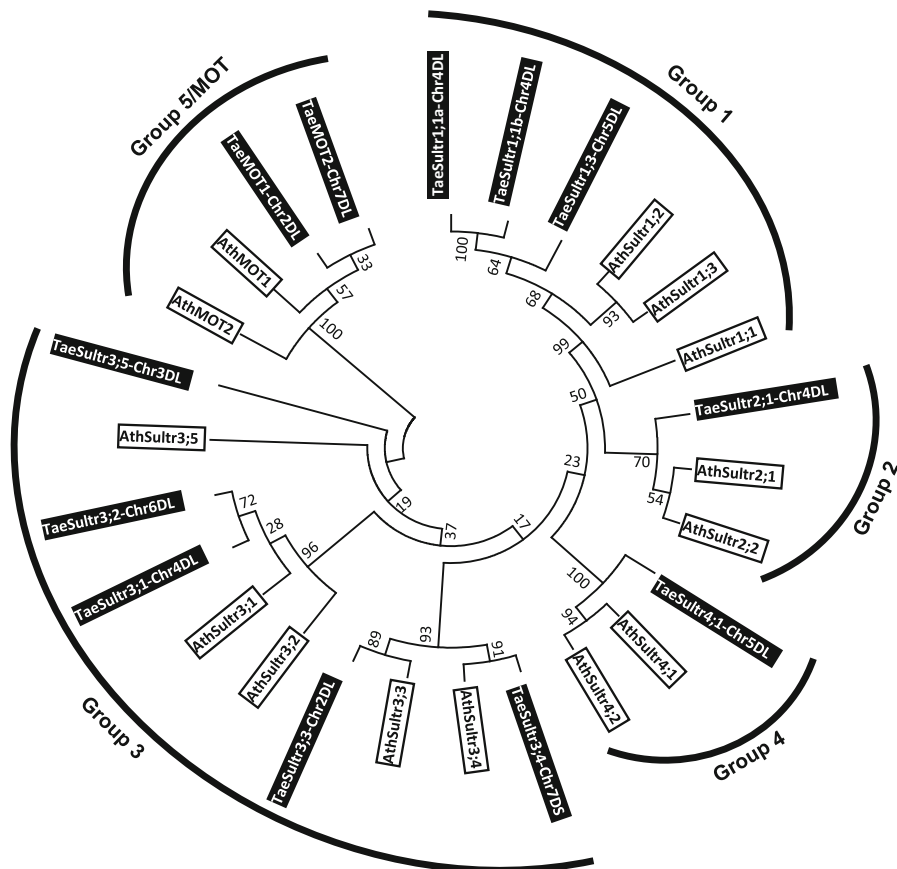 Group 1
TaeSultr1;1a-Chr4DL
TaeSultr1;1b-Chr4DL
TaeSultr1;3-Chr5DL
AthSultr1;2
AthSultr1;3
AthSultr1;1
100
64
68
93
99
50
Group 2
TaeSultr2;1-Chr4DL
AthSultr2;1
AthSultr2;2
70
54
23
17
Group 4
TaeSultr4;1-Chr5DL
AthSultr4;1
AthSultr4;2
100
94
Group 3
TaeSultr3;4-Chr7DS
AthSultr3;4
AthSultr3;3
TaeSultr3;3-Chr2DL
91
93
89
37
19
AthSultr3;2
AthSultr3;1
TaeSultr3;1-Chr4DL
TaeSultr3;2-Chr6DL
96
28
72
AthSultr3;5
TaeSultr3;5-Chr3DL
Group 5/MOT
AthMOT2
AthMOT1
TaeMOT1-Chr2DL
TaeMOT2-Chr7DL
100
57
33